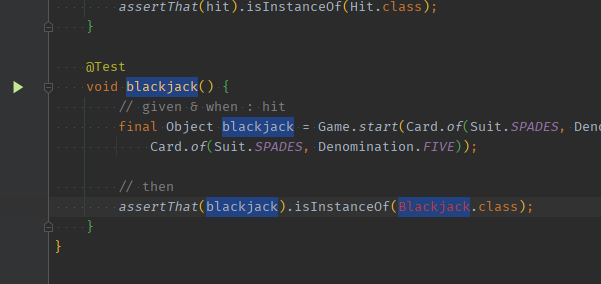 assertThat(hit).isInstanceOf(Hit.class);
}
@Test
void blackjack() {
// given & when : hit
final Object blackjack = Game.start(Card.of(Suit.SPADES, Den
Card.of(Suit.SPADES, Denomination.FIVE));
// then
assertThat(blackjack).isInstanceOf(Blackjack.class);
}
}